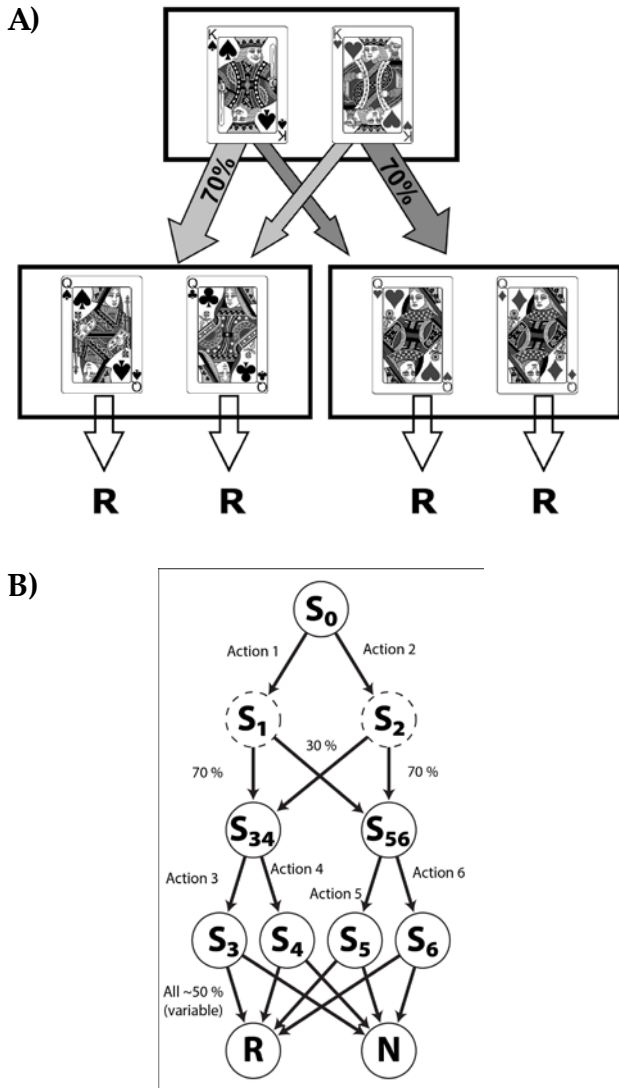 A)
K K
K K
70% 70%
Q Q Q Q
Q Q Q Q
R R R R
B)
S0
Action 1 Action 2
S1 S2
30 %
70 % 70 %
S34 S56
Action 3 Action 4 Action 5 Action 6
S3 S4 S5 S6
All ~50 %
(variable)
R N